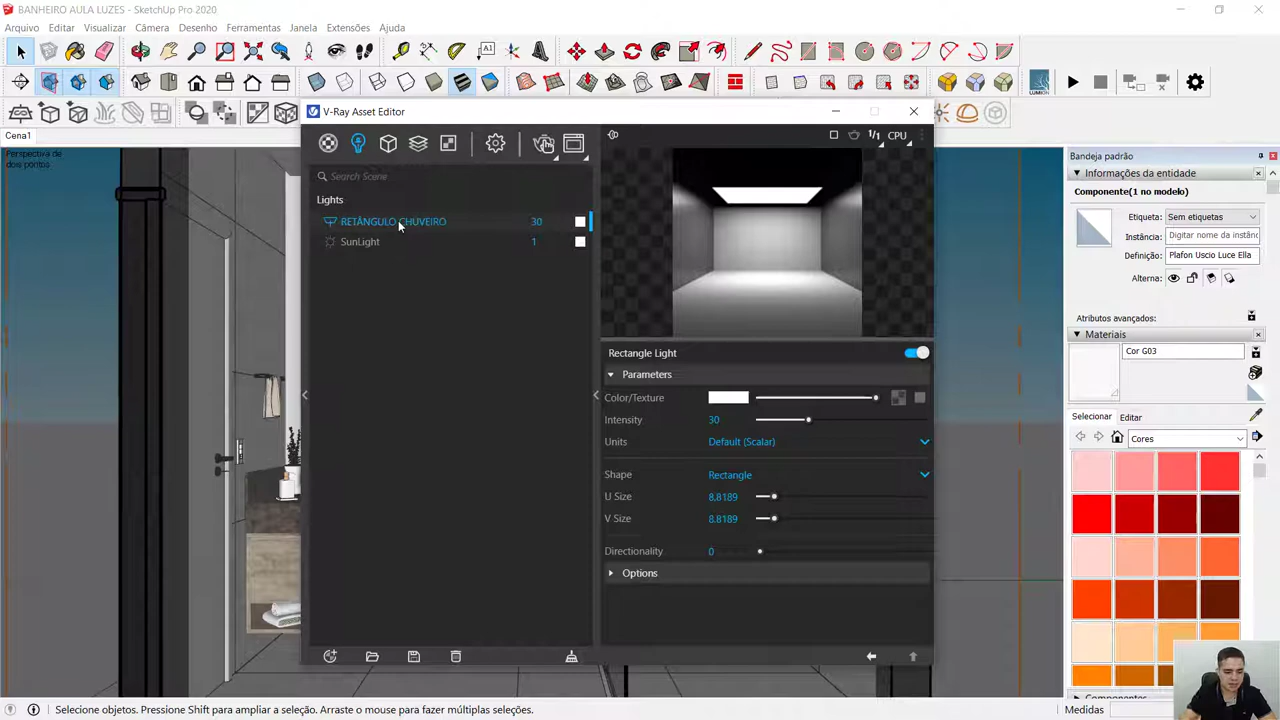 BANHEIRO AULA LUZES - SketchUp Pro 2020
Arquivo Editar Visualizar Câmera Desenho Ferramentas Janela Extensões Ajuda
Cena1
Perspectiva de
dois pontos
V-Ray Asset Editor
1/1 CPU
Search Scene
Lights
RETÂNGULO CHUVEIRO 30
SunLight 1
Rectangle Light
Parameters
Color/Texture
Intensity 30
Units Default (Scalar)
Shape Rectangle
U Size 8,8189
V Size 8,8189
Directionality 0
Options
Bandeja padrão
Informações da entidade
Componente(1 no modelo)
Etiqueta: Sem etiquetas
Instância: Digitar nome da instânc
Definição: Plafon Uscio Luce Ella
Alterna:
Atributos avançados:
Materiais
Cor G03
Selecionar Editar
Cores
Selecione objetos. Pressione Shift para ampliar a seleção. Arraste o mouse para múltiplas seleções.
Medidas